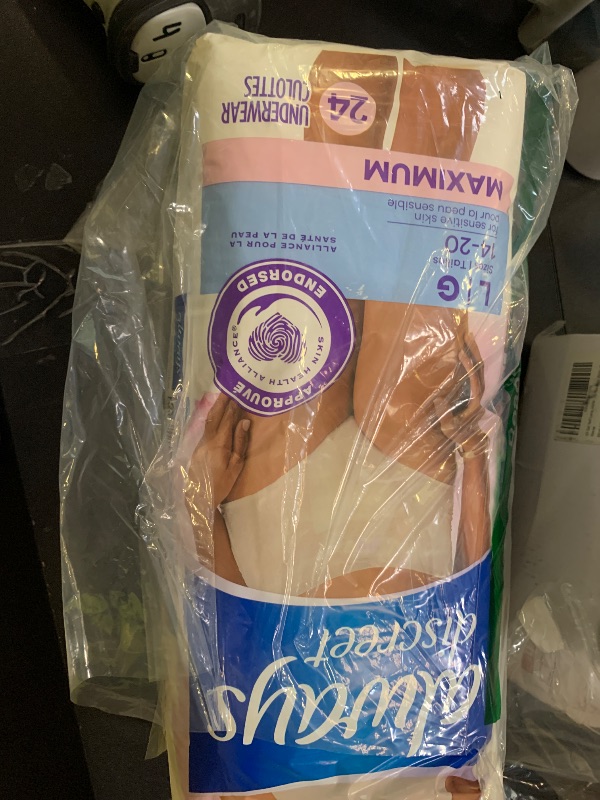 always
discreet
APPROUVÉ
SKIN HEALTH ALLIANCE®
ENDORSED
ALLIANCE POUR LA
SANTÉ DE LA PEAU
L/G
14-20
for sensitive skin
pour la peau sensible
MAXIMUM
24
UNDERWEAR
CULOTTES